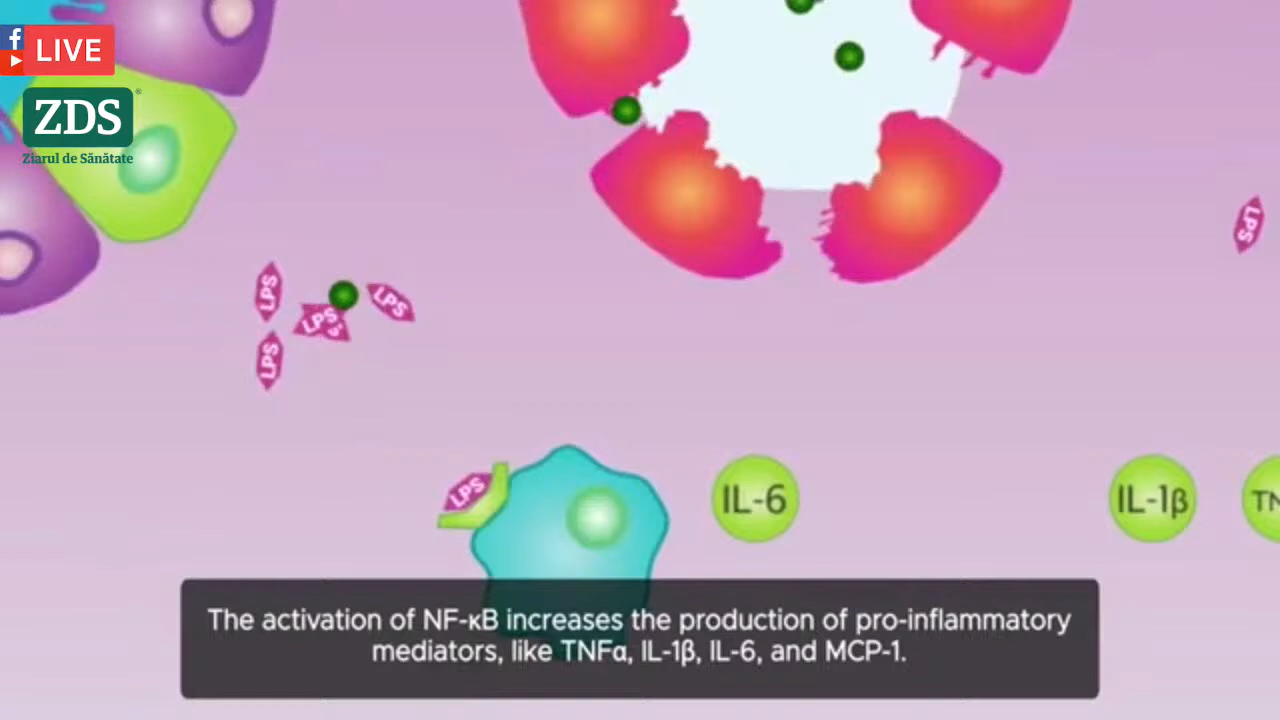 f
LIVE
ZDS®
Ziarul de Sănătate
LPS
LPS
LPS
LPS
LPS
LPS
IL-6
IL-1β
TN
The activation of NF-κB increases the production of pro-inflammatory
mediators, like TNFα, IL-1β, IL-6, and MCP-1.